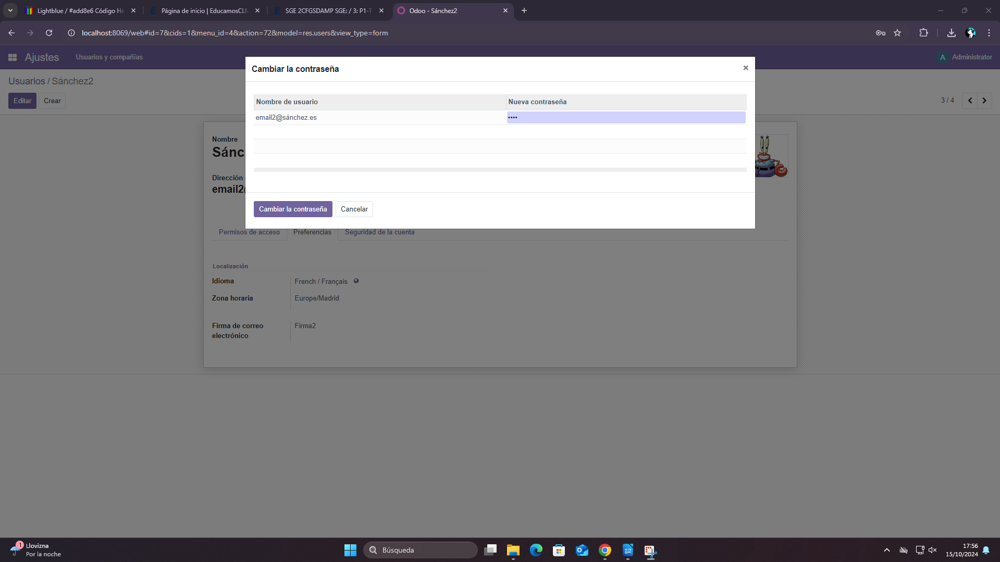 Lightblue / #add8e6 Código He
Página de inicio | EducamosCLM
SGE 2CFGSDAMP SGE: / 3: P1-T
Odoo - Sánchez2
localhost:8069/web#id=7&cids=1&menu_id=4&action=72&model=res.users&view_type=form
Ajustes
Usuarios y compañías
A Administrator
Cambiar la contraseña
Usuarios / Sánchez2
Editar
Crear
3 / 4
Nombre de usuario
Nueva contraseña
email2@sánchez.es
••••
Nombre
Sánc
Dirección
email2
Cambiar la contraseña
Cancelar
Permisos de acceso
Preferencias
Seguridad de la cuenta
Localización
Idioma
French / Français
Zona horaria
Europe/Madrid
Firma de correo
electrónico
Firma2
1
Llovizna
Por la noche
Búsqueda
17:56
15/10/2024